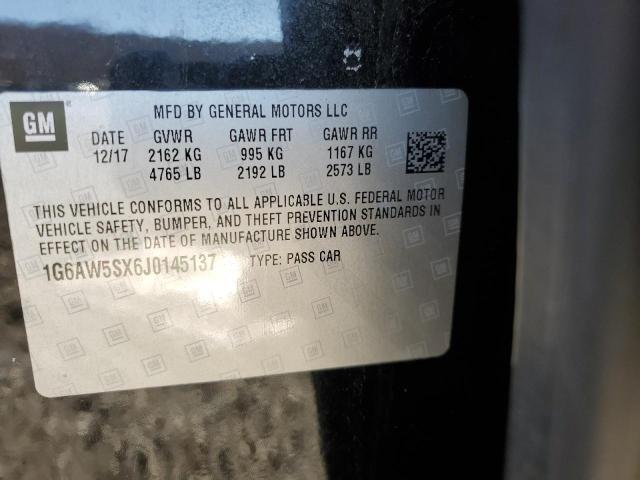 GM
MFD BY GENERAL MOTORS LLC
DATE GVWR GAWR FRT GAWR RR
12/17 2162 KG 995 KG 1167 KG
4765 LB 2192 LB 2573 LB
THIS VEHICLE CONFORMS TO ALL APPLICABLE U.S. FEDERAL MOTOR
VEHICLE SAFETY, BUMPER, AND THEFT PREVENTION STANDARDS IN
EFFECT ON THE DATE OF MANUFACTURE SHOWN ABOVE.
1G6AW5SX6J0145137 TYPE: PASS CAR